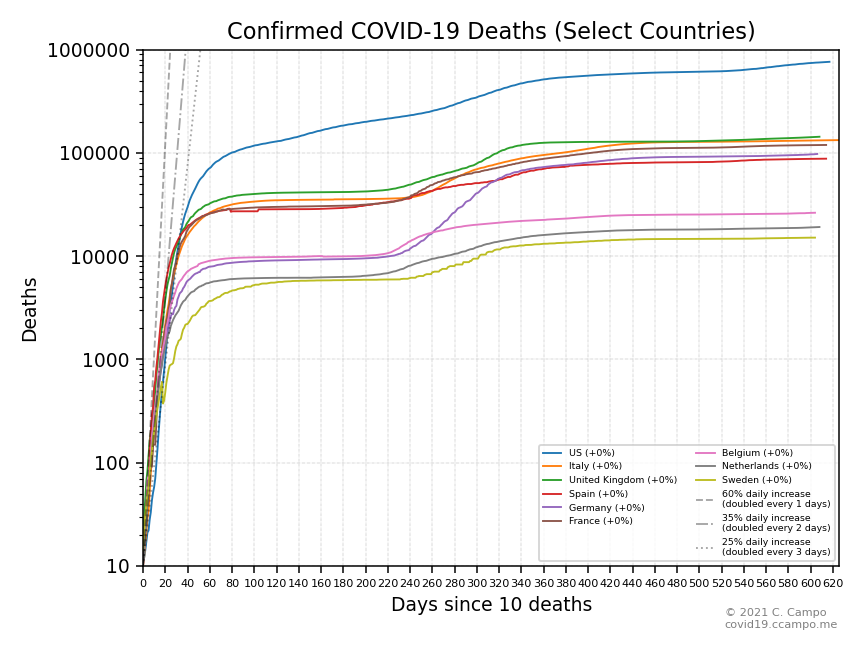 Confirmed COVID-19 Deaths (Select Countries)
1000000
100000
10000
1000
100
10
Deaths
US (+0%)
Italy (+0%)
United Kingdom (+0%)
Spain (+0%)
Germany (+0%)
France (+0%)
Belgium (+0%)
Netherlands (+0%)
Sweden (+0%)
60% daily increase
(doubled every 1 days)
35% daily increase
(doubled every 2 days)
25% daily increase
(doubled every 3 days)
0 20 40 60 80 100 120 140 160 180 200 220 240 260 280 300 320 340 360 380 400 420 440 460 480 500 520 540 560 580 600 620
Days since 10 deaths
© 2021 C. Campo
covid19.ccampo.me